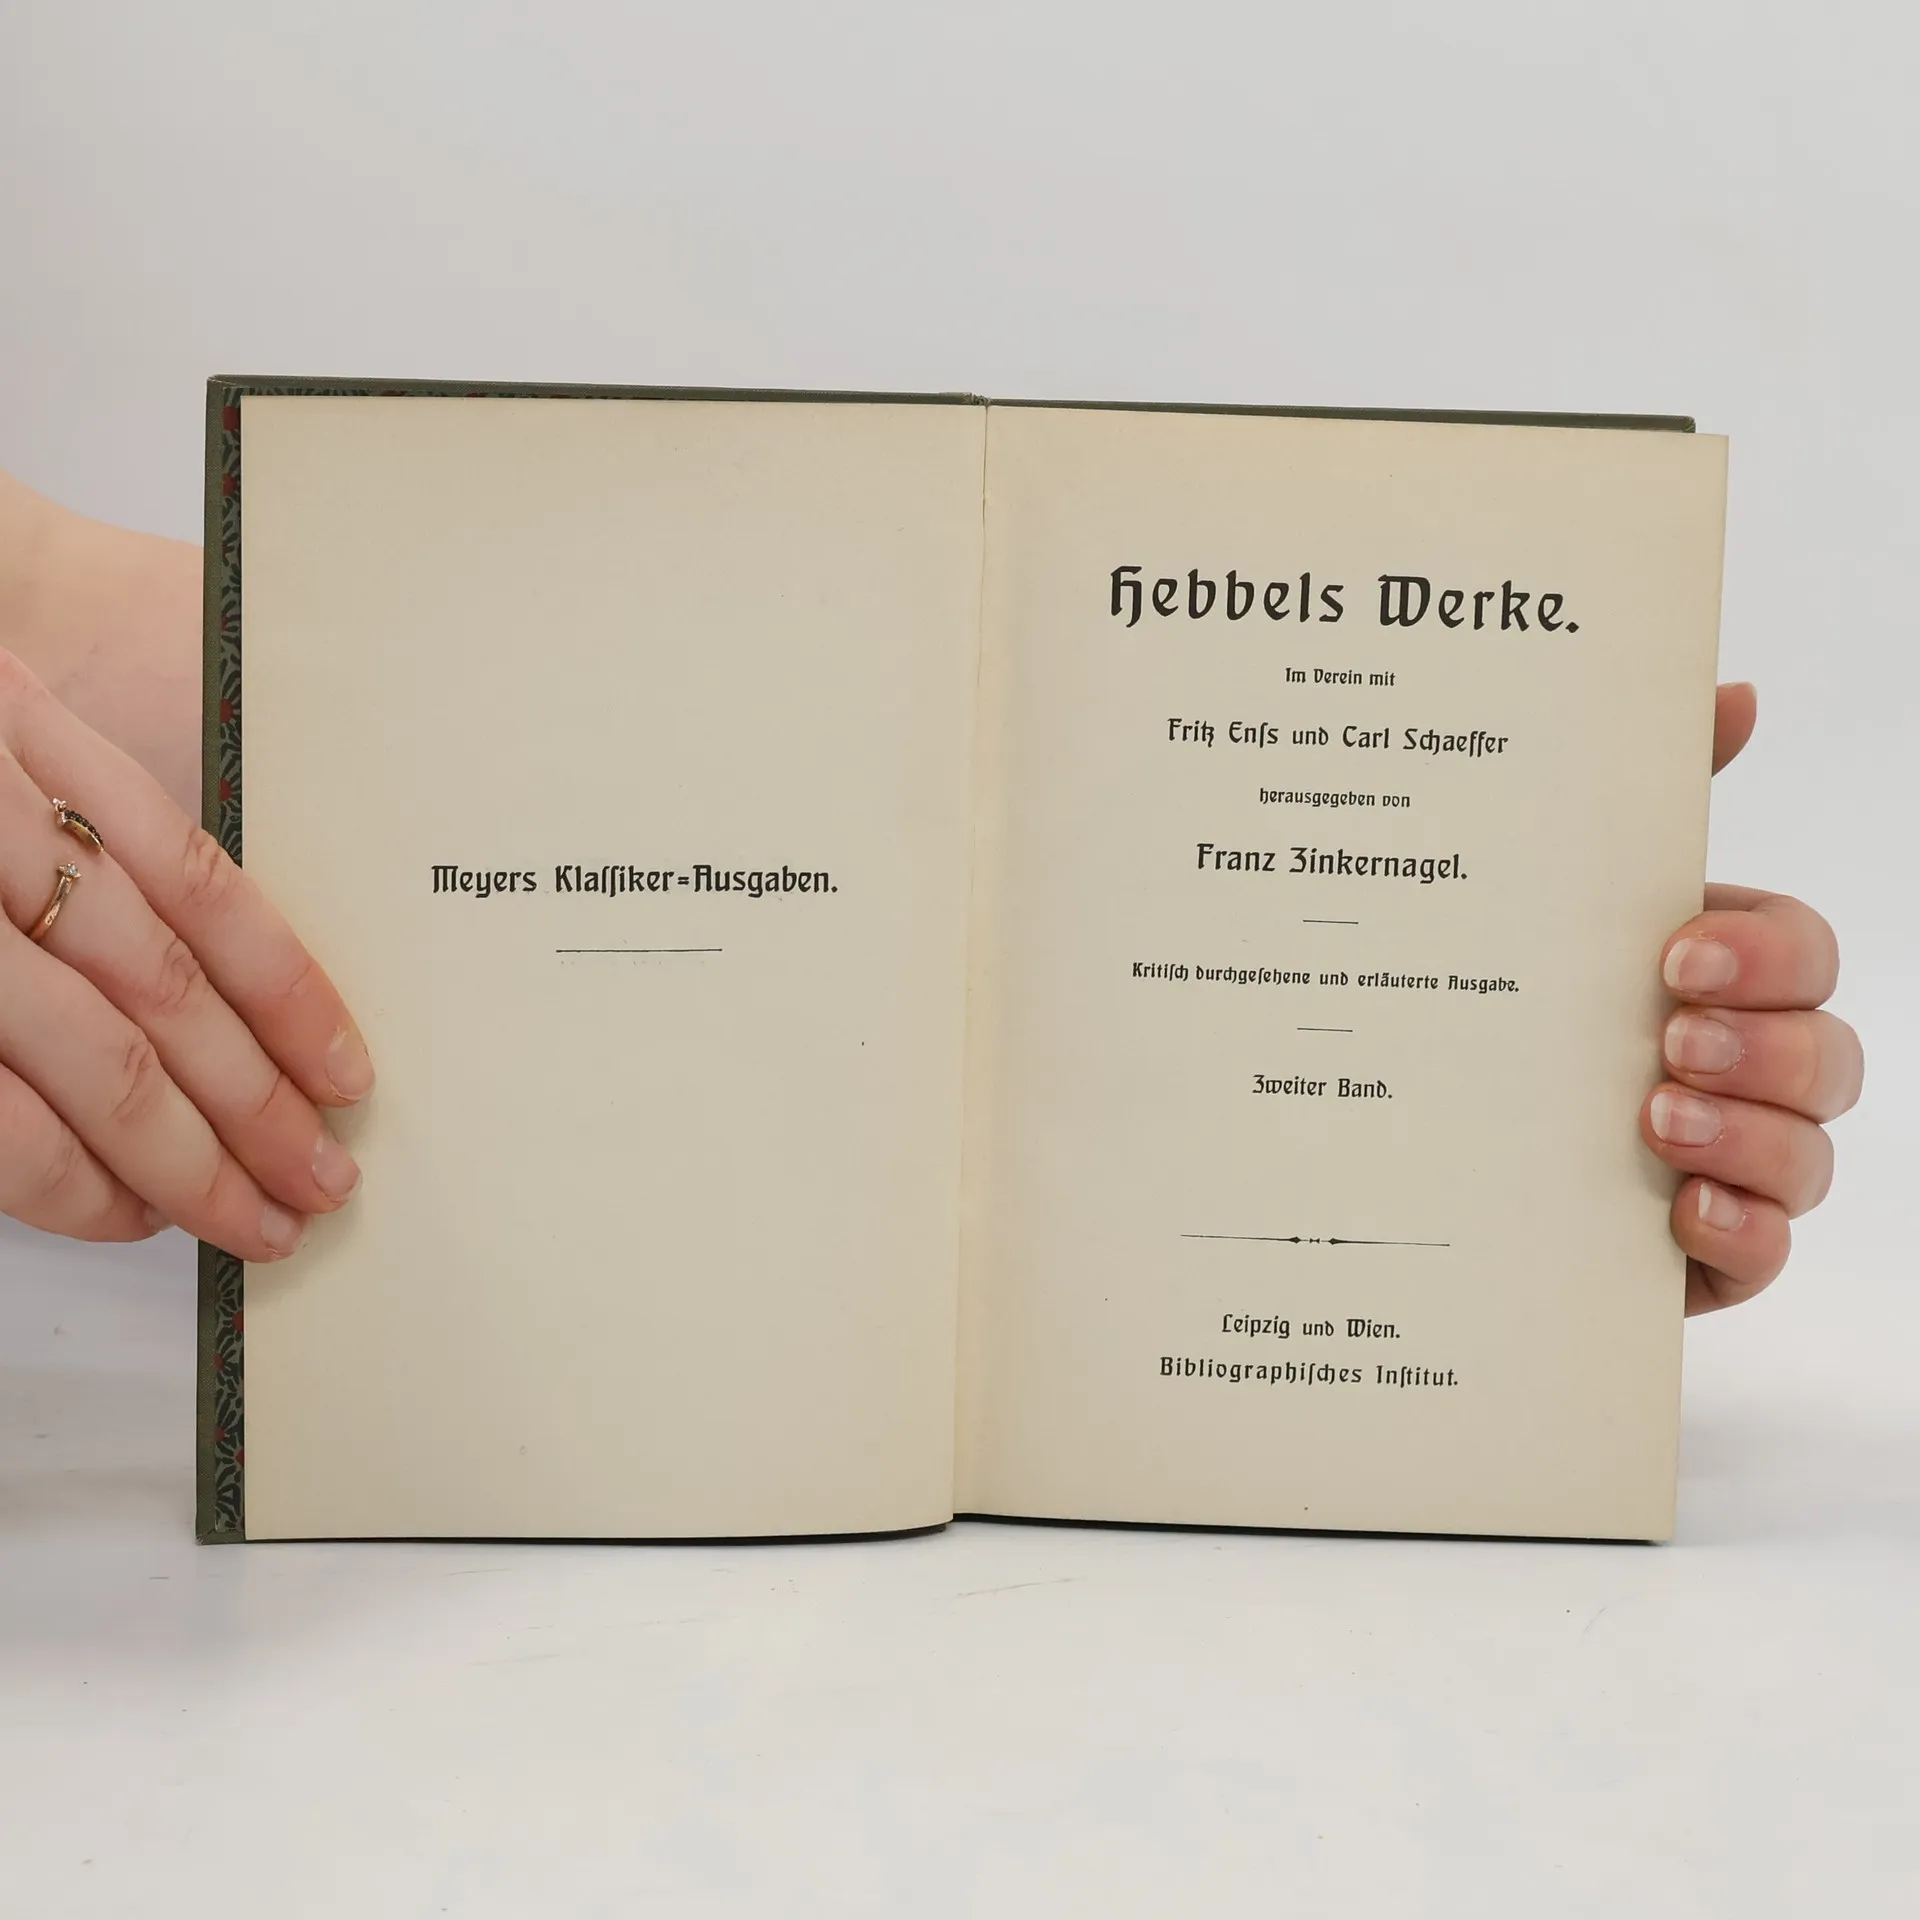 Meyers Klaſſiker=Ausgaben.
Hebbels Werke.
Im Verein mit
Fritz Enſs und Carl Schaeffer
herausgegeben von
Franz Zinkernagel.
Kritiſch durchgeſehene und erläuterte Ausgabe.
Zweiter Band.
Leipzig und Wien.
Bibliographiſches Inſtitut.